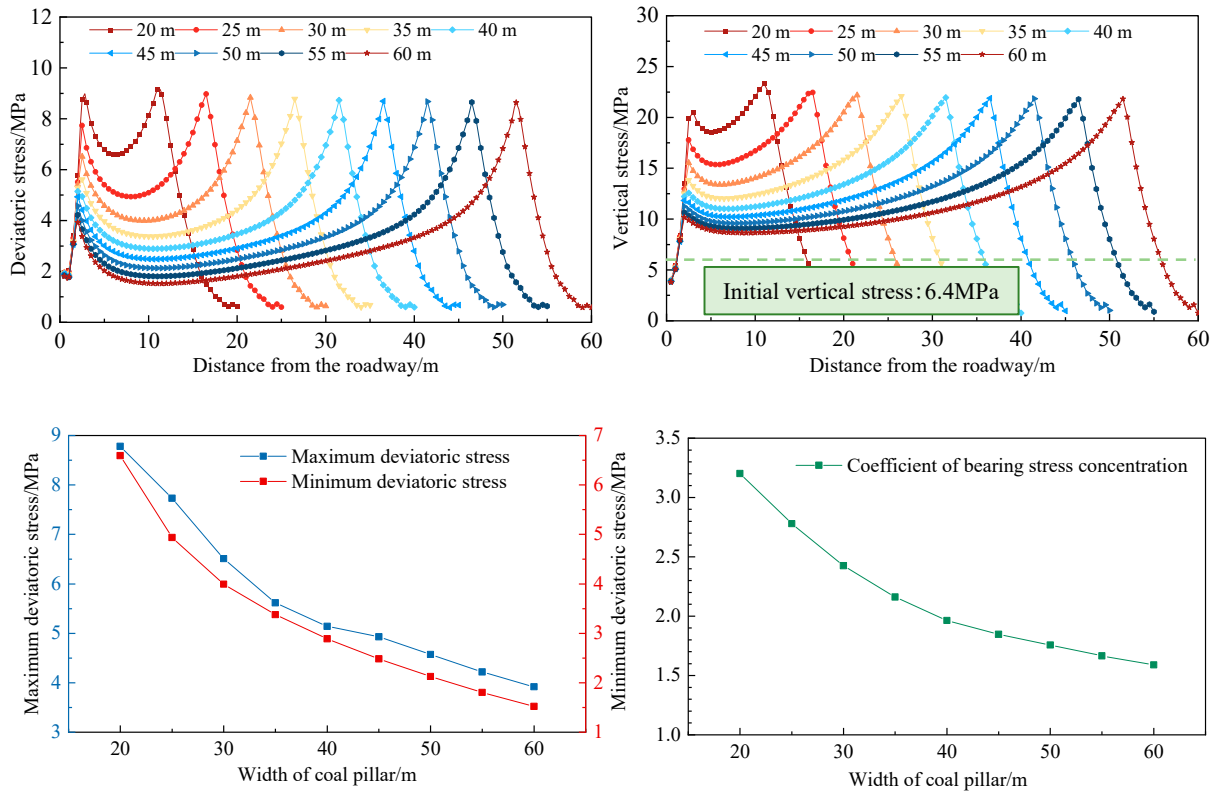 12
10
8
6
4
2
0
Deviatoric stress/MPa
20 m 25 m 30 m 35 m 40 m
45 m 50 m 55 m 60 m
0 10 20 30 40 50 60
Distance from the roadway/m
30
25
20
15
10
5
0
Vertical stress/MPa
20 m 25 m 30 m 35 m 40 m
45 m 50 m 55 m 60 m
Initial vertical stress:6.4MPa
0 10 20 30 40 50 60
Distance from the roadway/m
9
8
7
6
5
4
3
Maximum deviatoric stress/MPa
Maximum deviatoric stress
Minimum deviatoric stress
7
6
5
4
3
2
1
Minimum deviatoric stress/MPa
20 30 40 50 60
Width of coal pillar/m
3.5
3.0
2.5
2.0
1.5
1.0
Coefficient of bearing stress concentration
20 30 40 50 60
Width of coal pillar/m